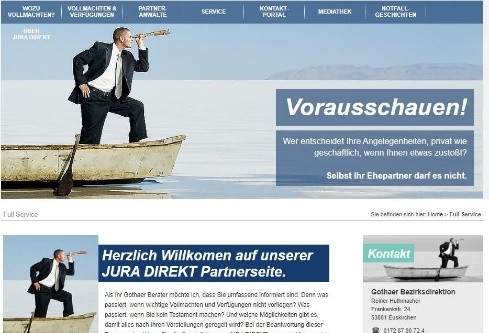 WOZU
VOLLMACHTEN?
VOLLMACHTEN &
VERFÜGUNGEN
PARTNER-
ANWÄLTE
SERVICE
KONTAKT-
PORTAL
MEDIATHEK
NOTFALL-
GESCHICHTEN
ÜBER
JURA DIREKT
Vorausschauen!
Wer entscheidet Ihre Angelegenheiten, privat wie
geschäftlich, wenn Ihnen etwas zustößt?
Selbst Ihr Ehepartner darf es nicht.
Full Service
Sie befinden sich hier: Home > Full Service
Herzlich Willkomen auf unserer
JURA DIREKT Partnerseite.
Als Ihr Gothaer Berater möchte ich, dass Sie umfassend informiert sind. Denn was
passiert, wenn wichtige Vollmachten und Verfügungen nicht vorliegen? Was
passiert, wenn Sie kein Testament machen? Und welche Möglichkeiten gibt es,
damit alles nach Ihren Vorstellungen geregelt wird? Bei der Beantwortung dieser
Kontakt
Gothaer Bezirksdirektion
Reiner Huthmacher
Frankenstr. 24
53881 Euskirchen
0172 87 80 72 4